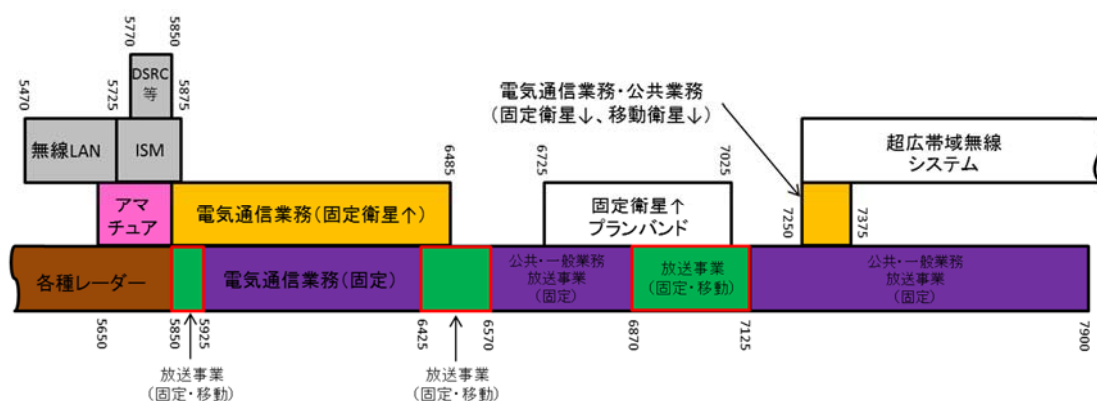 5770
5850
DSRC
等
5470
5725
5875
無線LAN
ISM
電気通信業務・公共業務
(固定衛星↓、移動衛星↓)
超広帯域無線
システム
6485
6725
7025
アマ
チュア
電気通信業務(固定衛星↑)
固定衛星↑
プランバンド
7250
7375
各種レーダー
電気通信業務(固定)
公共・一般業務
放送事業
(固定)
放送事業
(固定・移動)
公共・一般業務
放送事業
(固定)
5650
5850
5925
6425
6570
6870
7125
7900
放送事業
(固定・移動)
放送事業
(固定・移動)